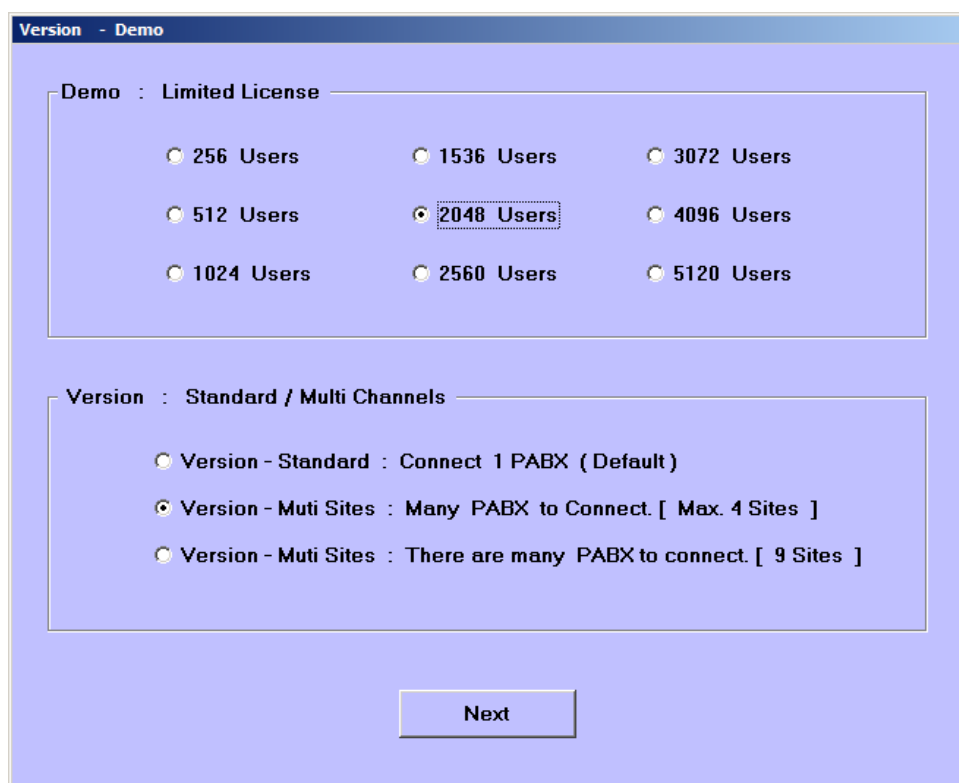 Version - Demo
Demo : Limited License
256 Users 1536 Users 3072 Users
512 Users 2048 Users 4096 Users
1024 Users 2560 Users 5120 Users
Version : Standard / Multi Channels
Version - Standard : Connect 1 PABX ( Default )
Version - Muti Sites : Many PABX to Connect. [ Max. 4 Sites ]
Version - Muti Sites : There are many PABX to connect. [ 9 Sites ]
Next